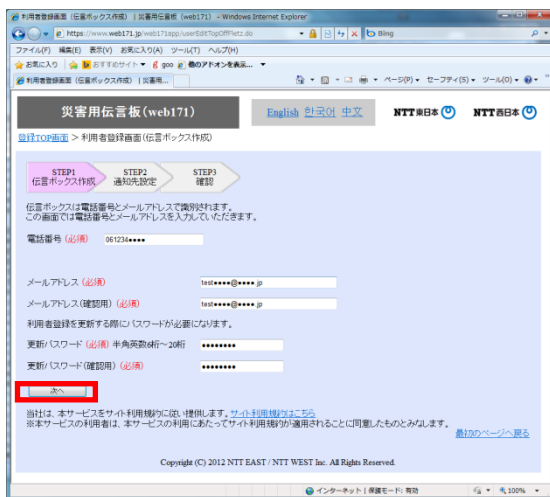 利用者登録画面 (伝言ボックス作成) | 災害用伝言板 (web171) - Windows Internet Explorer
https://www.web171.jp/web171app/userEditTopOffFletz.do
Bing
ファイル(F) 編集(E) 表示(V) お気に入り(A) ツール(T) ヘルプ(H)
お気に入り おすすめサイト goo 他のアドオンを表示...
利用者登録画面 (伝言ボックス作成) | 災害用...
ページ(P) セーフティ(S) ツール(O)
災害用伝言板(web171) English 한국어 中文 NTT東日本 NTT西日本
登録TOP画面 > 利用者登録画面(伝言ボックス作成)
STEP1 STEP2 STEP3
伝言ボックス作成 通知先設定 確認
伝言ボックスは電話番号とメールアドレスで識別されます。
この画面では電話番号とメールアドレスを入力していただきます。
電話番号 (必須) 061234●●●●
メールアドレス (必須) test●●●●@●●●●.jp
メールアドレス(確認用) (必須) test●●●●@●●●●.jp
利用者登録を更新する際にパスワードが必要になります。
更新パスワード (必須) 半角英数6桁～20桁 ●●●●●●●●
更新パスワード(確認用) (必須) ●●●●●●●●
次へ
当社は、本サービスをサイト利用規約に従い提供します。サイト利用規約はこちら
※本サービスの利用者は、本サービスの利用にあたってサイト利用規約が適用されることに同意したものとみなします。
最初のページへ戻る
Copyright (C) 2012 NTT EAST / NTT WEST Inc. All Rights Reserved.
インターネット | 保護モード: 有効 100%